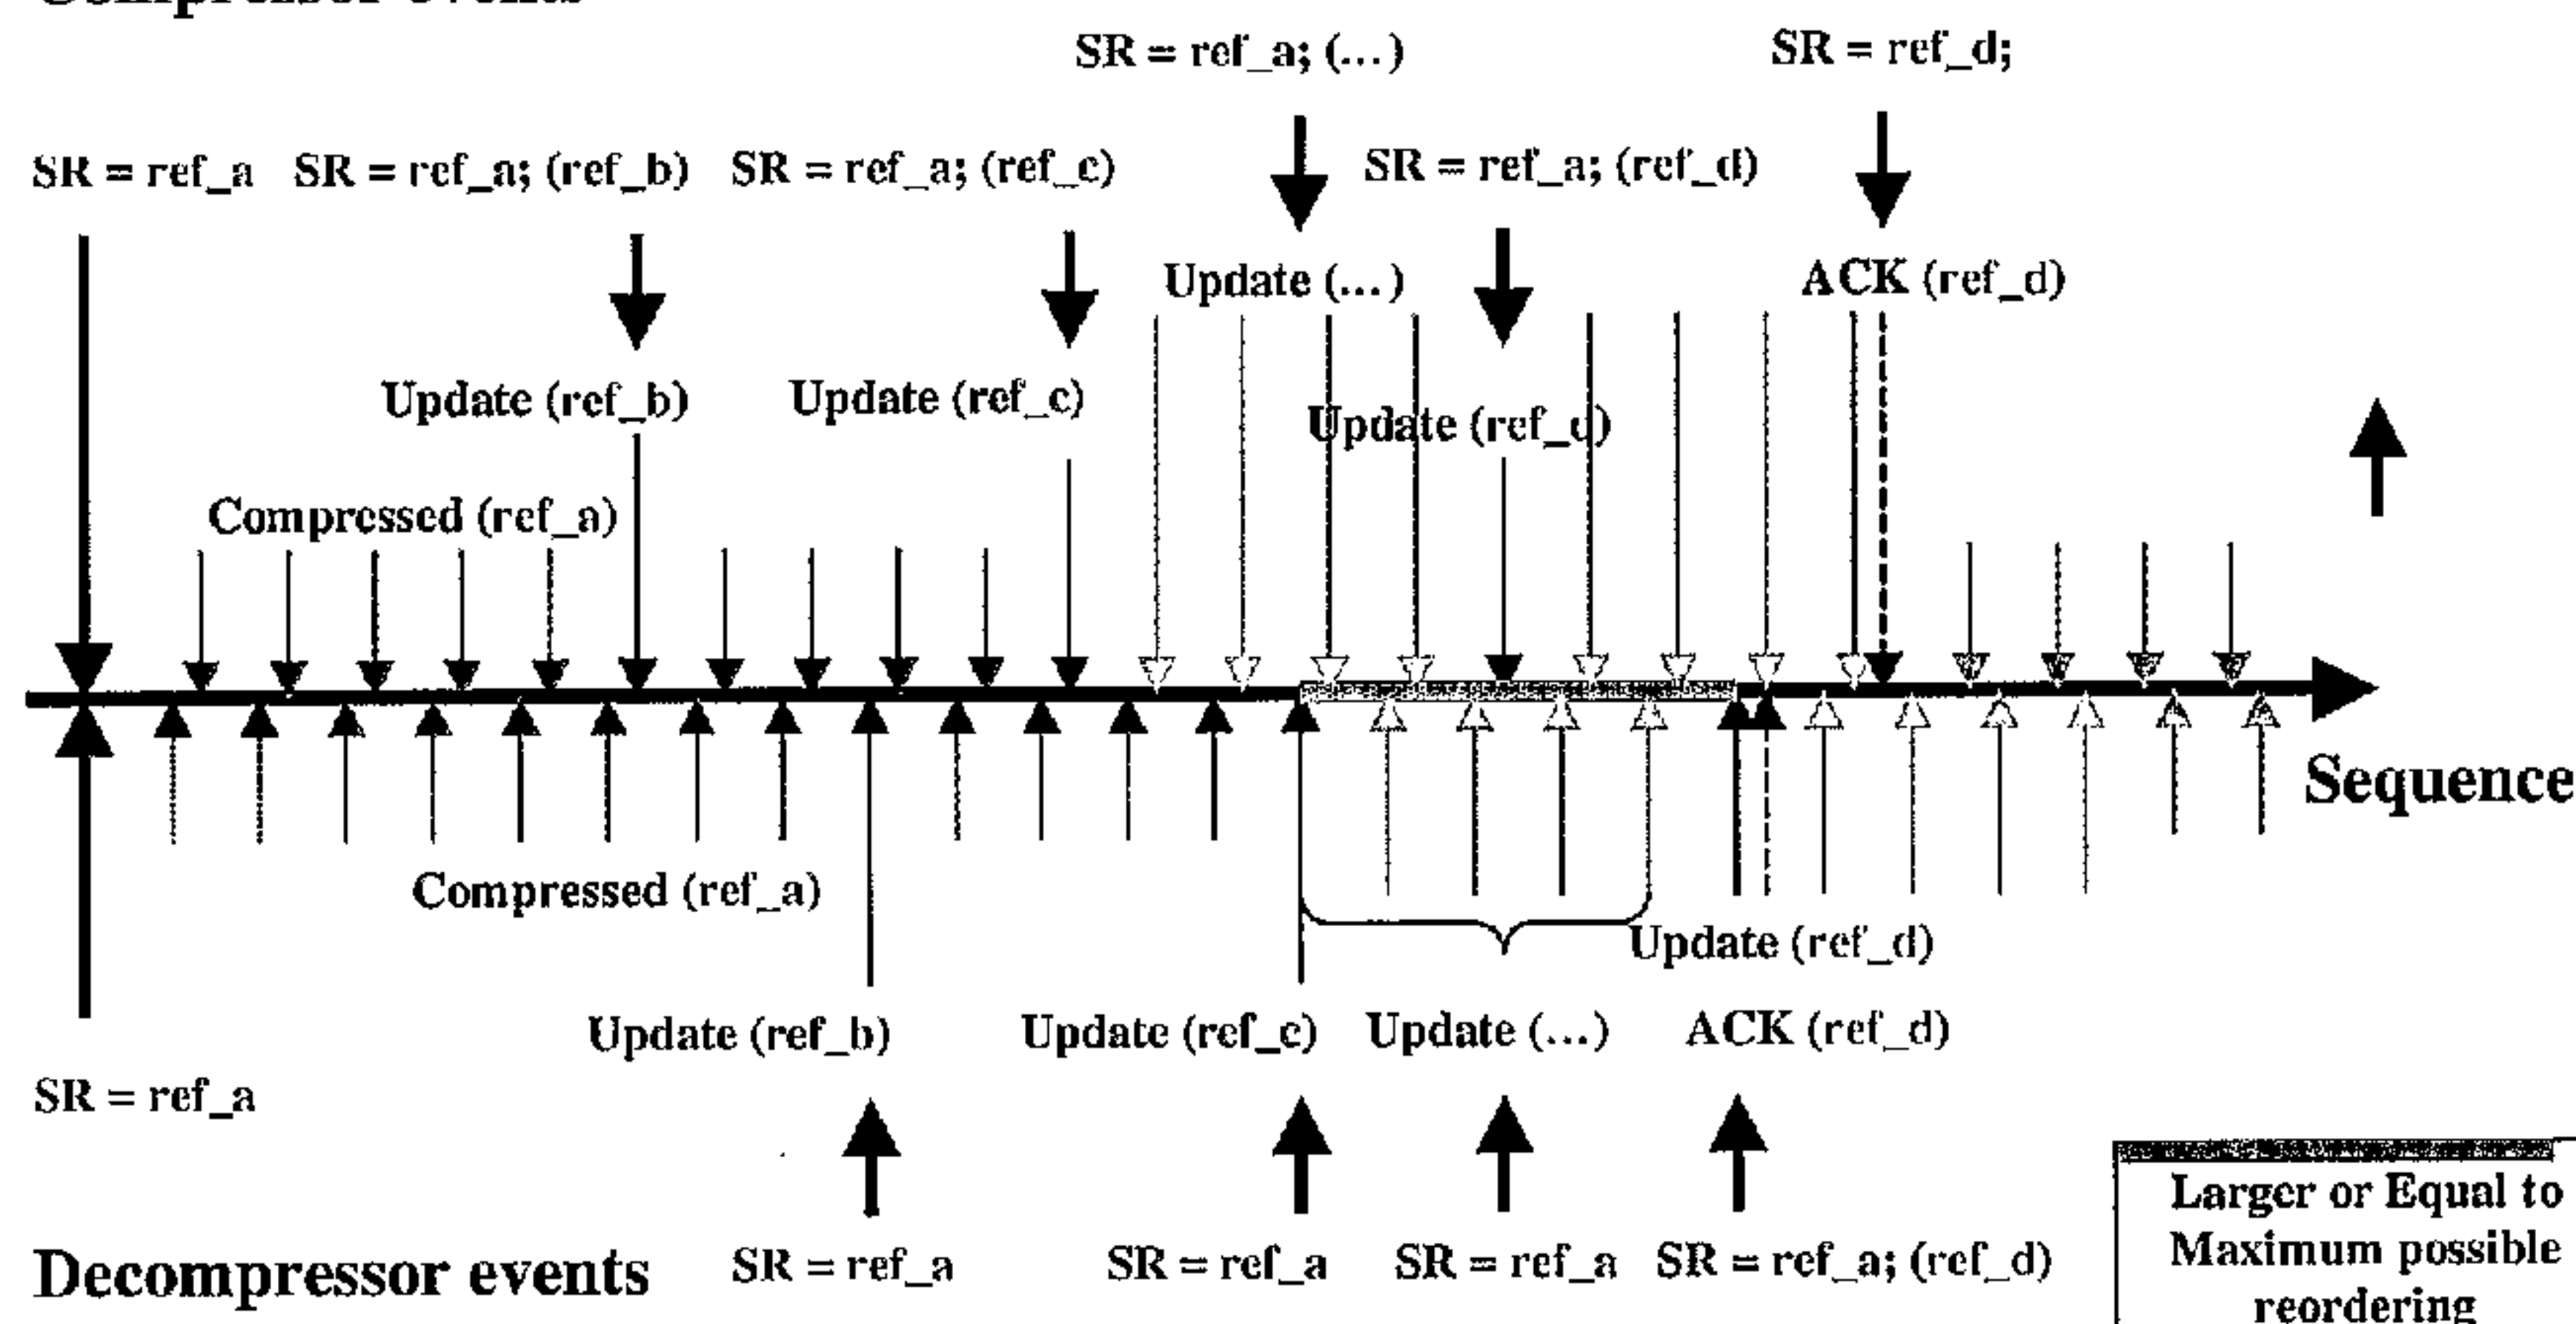 SR = ref_a; (...)
SR = ref_d;
SR = ref_a
SR = ref_a; (ref_b)
SR = ref_a; (ref_c)
SR = ref_a; (ref_d)
Update (...)
ACK (ref_d)
Update (ref_b)
Update (ref_c)
Update (ref_d)
Compressed (ref_a)
Sequence
Compressed (ref_a)
Update (ref_d)
Update (ref_b)
Update (ref_c)
Update (...)
ACK (ref_d)
SR = ref_a
Decompressor events
SR = ref_a
SR = ref_a
SR = ref_a
SR = ref_a; (ref_d)
Larger or Equal to
Maximum possible
reordering